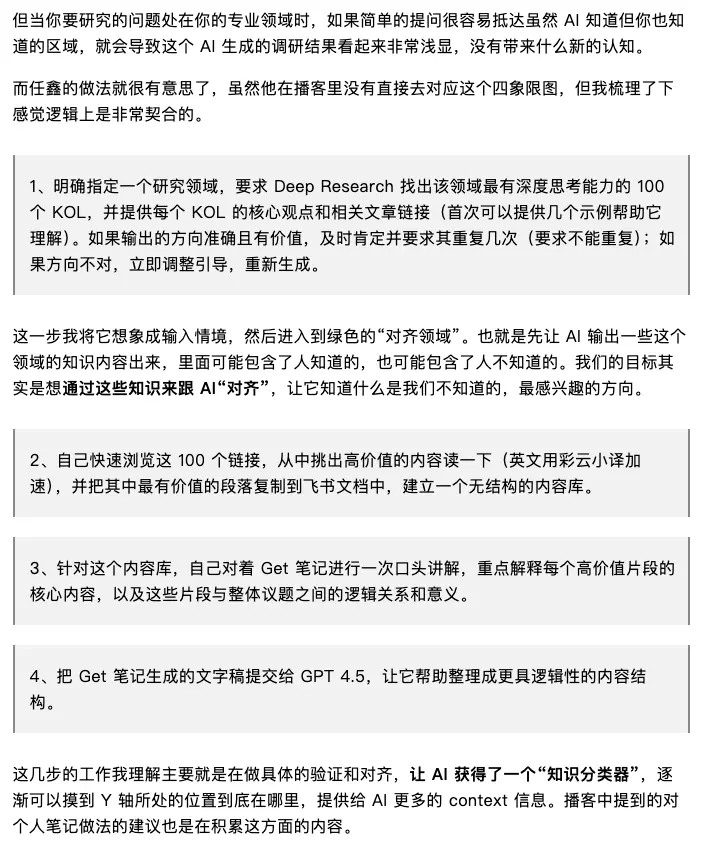 但当你要研究的问题处在你的专业领域时，如果简单的提问很容易抵达虽然 AI 知道但你也知
道的区域，就会导致这个 AI 生成的调研结果看起来非常浅显，没有带来什么新的认知。
而任鑫的做法就很有意思了，虽然他在播客里没有直接去对应这个四象限图，但我梳理了下
感觉逻辑上是非常契合的。
1、明确指定一个研究领域，要求 Deep Research 找出该领域最有深度思考能力的 100
个 KOL，并提供每个 KOL 的核心观点和相关文章链接（首次可以提供几个示例帮助它
理解）。如果输出的方向准确且有价值，及时肯定并要求其重复几次（要求不能重复）；如
果方向不对，立即调整引导，重新生成。
这一步我将它想象成输入情境，然后进入到绿色的“对齐领域”。也就是先让 AI 输出一些这个
领域的知识内容出来，里面可能包含了人知道的，也可能包含了人不知道的。我们的目标其
实是想通过这些知识来跟 AI“对齐”，让它知道什么是我们不知道的，最感兴趣的方向。
2、自己快速浏览这 100 个链接，从中挑出高价值的内容读一下（英文用彩云小译加
速），并把其中最有价值的段落复制到飞书文档中，建立一个无结构的内容库。
3、针对这个内容库，自己对着 Get 笔记进行一次口头讲解，重点解释每个高价值片段的
核心内容，以及这些片段与整体议题之间的逻辑关系和意义。
4、把 Get 笔记生成的文字稿提交给 GPT 4.5，让它帮助整理成更具逻辑性的内容结
构。
这几步的工作我理解主要就是在做具体的验证和对齐，让 AI 获得了一个“知识分类器”，逐
渐可以摸到 Y 轴所处的位置到底在哪里，提供给 AI 更多的 context 信息。播客中提到的对
个人笔记做法的建议也是在积累这方面的内容。